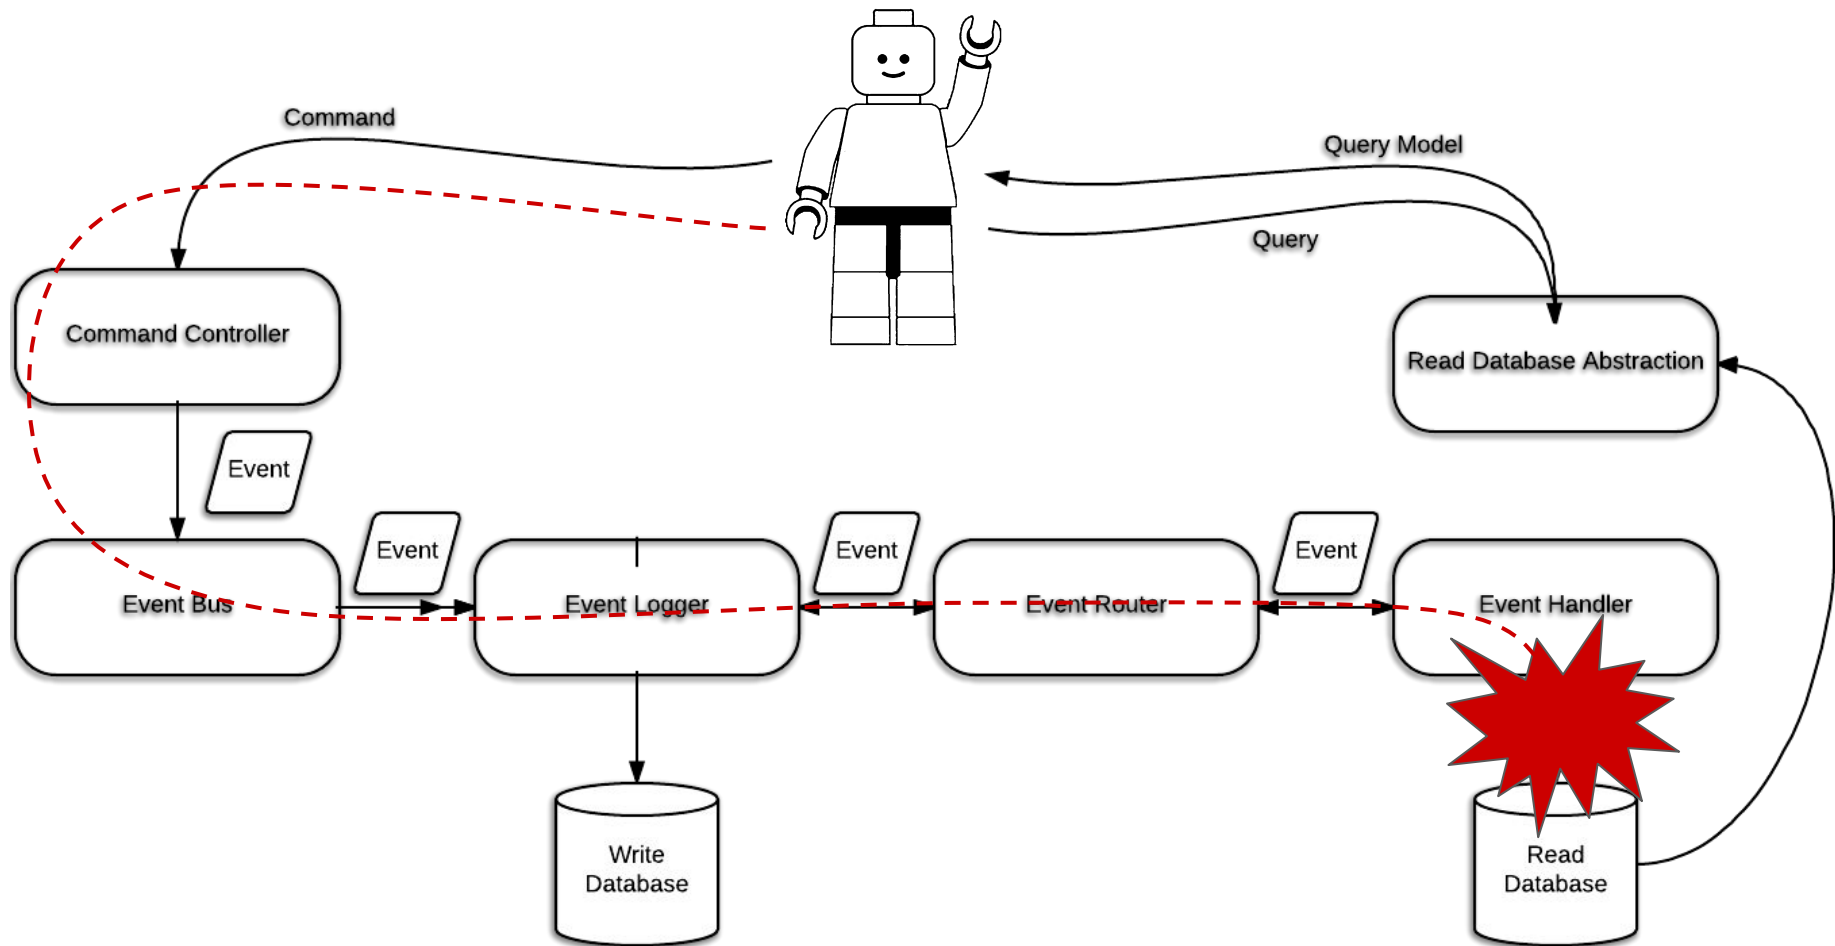 Command
Query Model
Query
Command Controller
Read Database Abstraction
Event
Event
Event
Event
Event Bus
Event Logger
Event Router
Event Handler
Write
Database
Read
Database